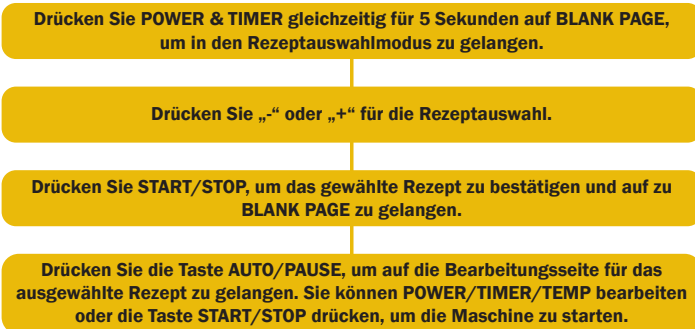 Drücken Sie POWER & TIMER gleichzeitig für 5 Sekunden auf BLANK PAGE,
um in den Rezeptauswahlmodus zu gelangen.
Drücken Sie „-“ oder „+“ für die Rezeptauswahl.
Drücken Sie START/STOP, um das gewählte Rezept zu bestätigen und auf zu
BLANK PAGE zu gelangen.
Drücken Sie die Taste AUTO/PAUSE, um auf die Bearbeitungsseite für das
ausgewählte Rezept zu gelangen. Sie können POWER/TIMER/TEMP bearbeiten
oder die Taste START/STOP drücken, um die Maschine zu starten.